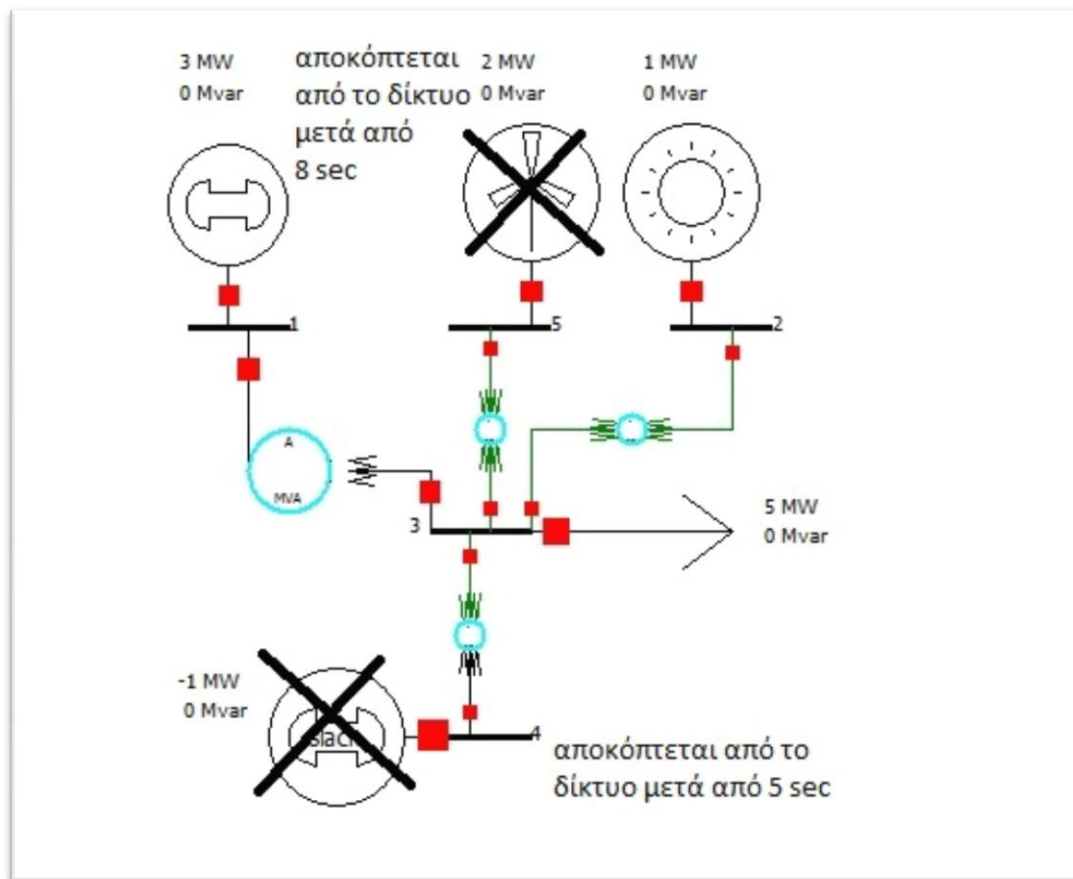 3 MW
0 Mvar
αποκόπτεται
από το δίκτυο
μετά από
8 sec
2 MW
0 Mvar
1 MW
0 Mvar
1
5
2
A
MVA
3
5 MW
0 Mvar
-1 MW
0 Mvar
4
αποκόπτεται από το
δίκτυο μετά από 5 sec